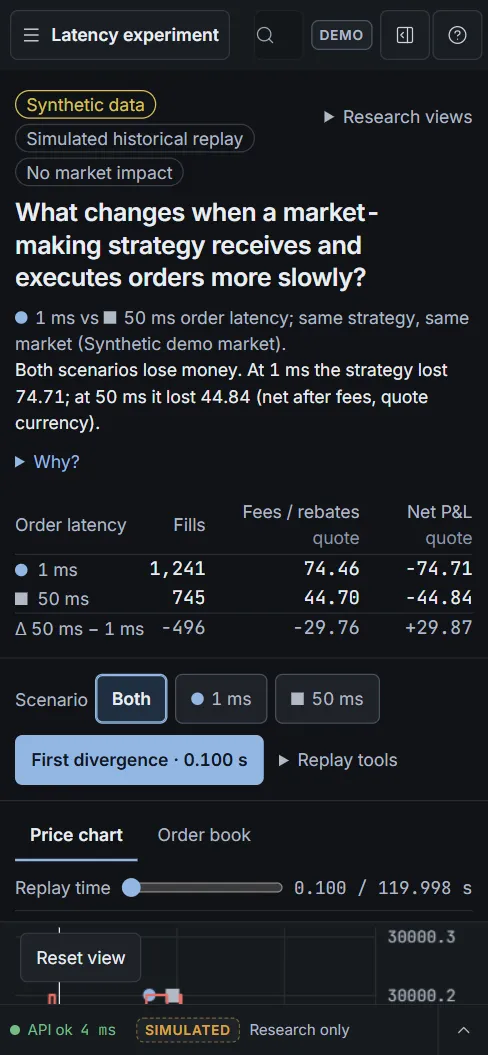 Latency experiment
DEMO
Synthetic data
Research views
Simulated historical replay
No market impact
What changes when a market-
making strategy receives and
executes orders more slowly?
1 ms vs 50 ms order latency; same strategy, same
market (Synthetic demo market).
Both scenarios lose money. At 1 ms the strategy lost
74.71; at 50 ms it lost 44.84 (net after fees, quote
currency).
Why?
Order latency Fills Fees / rebates quote Net P&L quote
1 ms 1,241 74.46 -74.71
50 ms 745 44.70 -44.84
Δ 50 ms − 1 ms -496 -29.76 +29.87
Scenario Both 1 ms 50 ms
First divergence · 0.100 s Replay tools
Price chart Order book
Replay time 0.100 / 119.998 s
Reset view
30000.3
30000.2
API ok 4 ms SIMULATED Research only